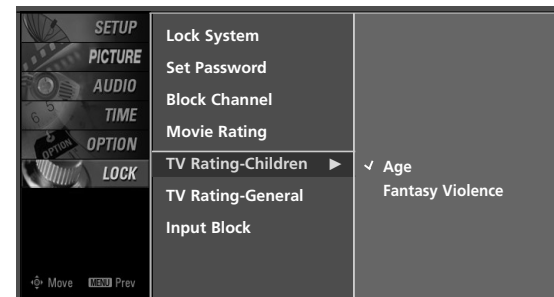 SETUP
PICTURE
AUDIO
TIME
OPTION
LOCK
Move MENU Prev
Lock System
Set Password
Block Channel
Movie Rating
TV Rating-Children ►
TV Rating-General
Input Block
✓ Age
Fantasy Violence